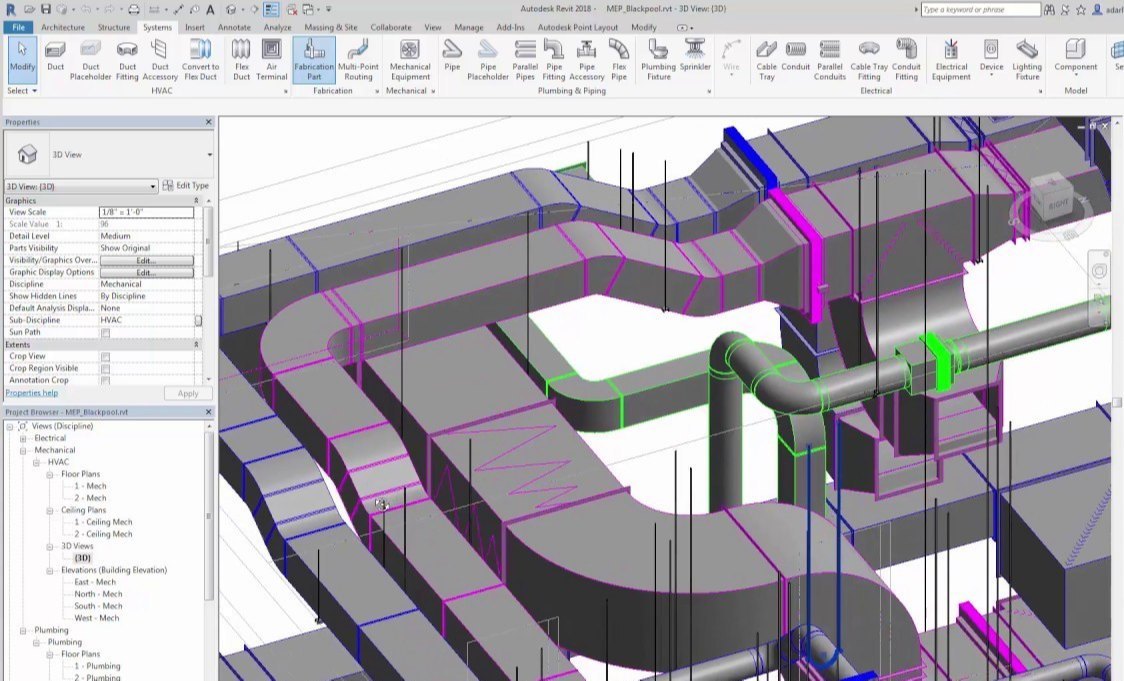 Autodesk Revit 2018 - MEP_Blackpool.rvt - 3D View: {3D}
Type a keyword or phrase
File Architecture Structure Systems Insert Annotate Analyze Massing & Site Collaborate View Manage Add-Ins Autodesk Point Layout Modify
Modify
Duct
Duct Placeholder
Duct Fitting
Duct Accessory
Convert to Flex Duct
Flex Duct
Air Terminal
Fabrication Part
Multi-Point Routing
Mechanical Equipment
Pipe
Pipe Placeholder
Parallel Pipes
Pipe Fitting
Pipe Accessory
Flex Pipe
Plumbing Fixture
Sprinkler
Wire
Cable Tray
Conduit
Parallel Conduits
Cable Tray Fitting
Conduit Fitting
Electrical Equipment
Device
Lighting Fixture
Component
Se
Select HVAC Fabrication Mechanical Plumbing & Piping Electrical Model
Properties
3D View
3D View: {3D} Edit Type
Graphics
View Scale 1/8" = 1'-0"
Scale Value 1: 96
Detail Level Medium
Parts Visibility Show Original
Visibility/Graphics Over... Edit...
Graphic Display Options Edit...
Discipline Mechanical
Show Hidden Lines By Discipline
Default Analysis Displa... None
Sub-Discipline HVAC
Sun Path
Extents
Crop View
Crop Region Visible
Annotation Crop
Properties help Apply
Project Browser - MEP_Blackpool.rvt
Views (Discipline)
Electrical
Mechanical
HVAC
Floor Plans
1 - Mech
2 - Mech
Ceiling Plans
1 - Ceiling Mech
2 - Ceiling Mech
3D Views
{3D}
Elevations (Building Elevation)
East - Mech
North - Mech
South - Mech
West - Mech
Plumbing
Plumbing
Floor Plans
1 - Plumbing
2 - Plumbing
RIGHT